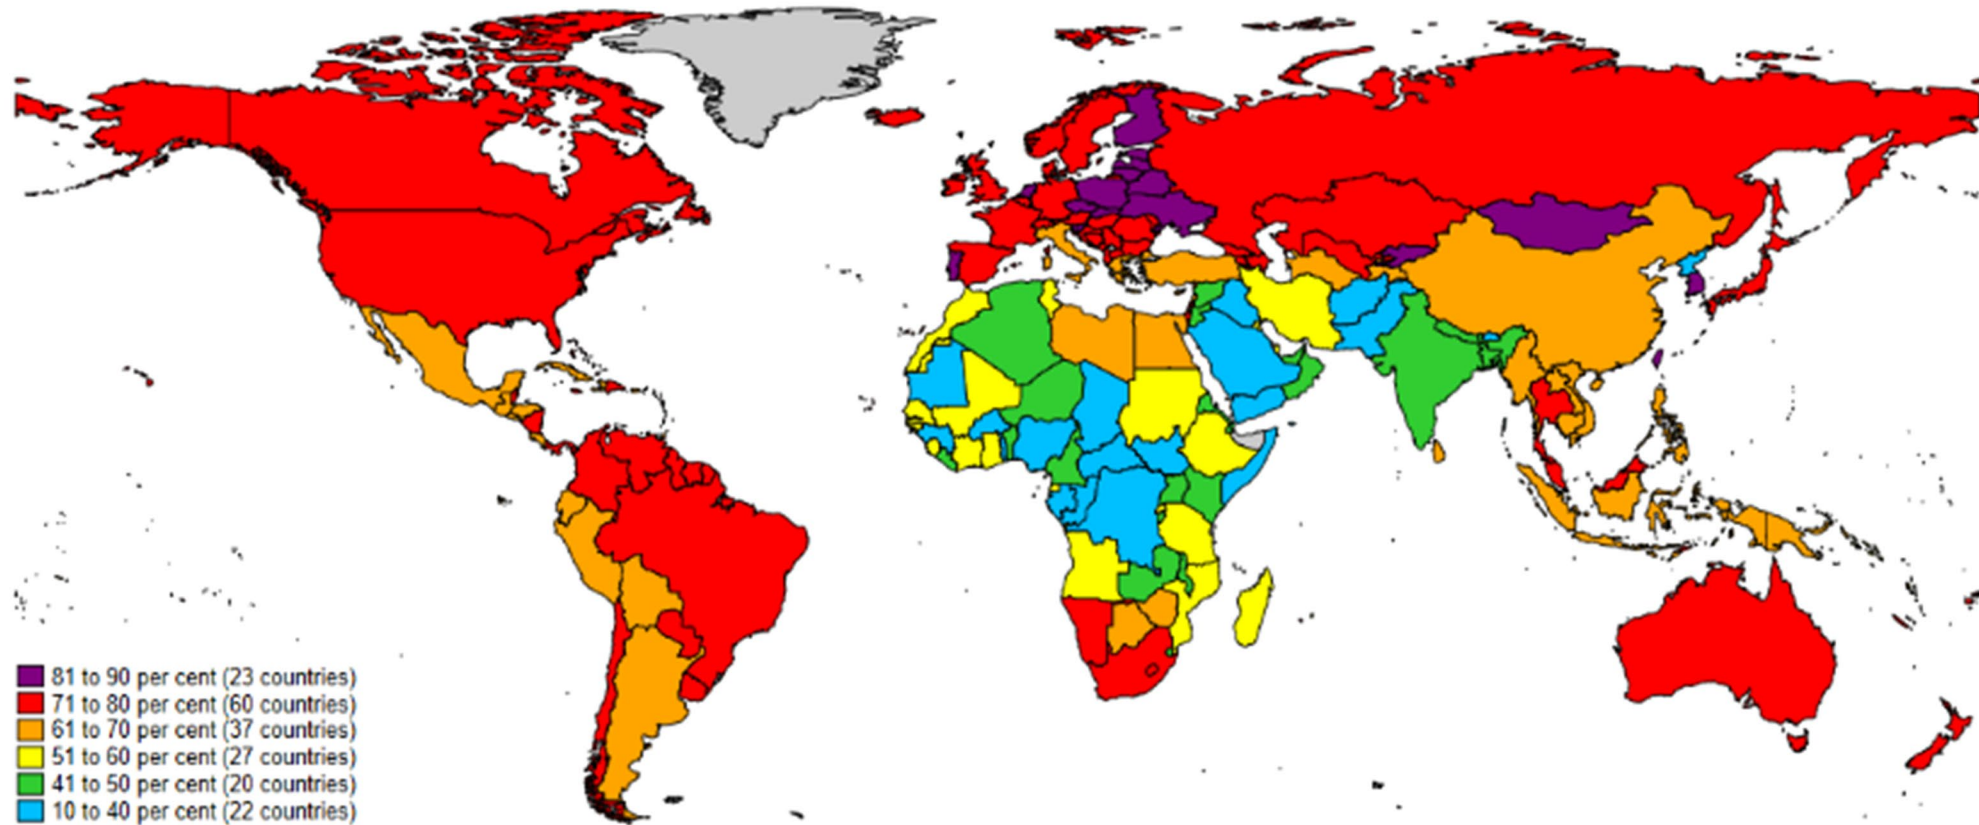 81 to 90 per cent (23 countries)
71 to 80 per cent (60 countries)
61 to 70 per cent (37 countries)
51 to 60 per cent (27 countries)
41 to 50 per cent (20 countries)
10 to 40 per cent (22 countries)